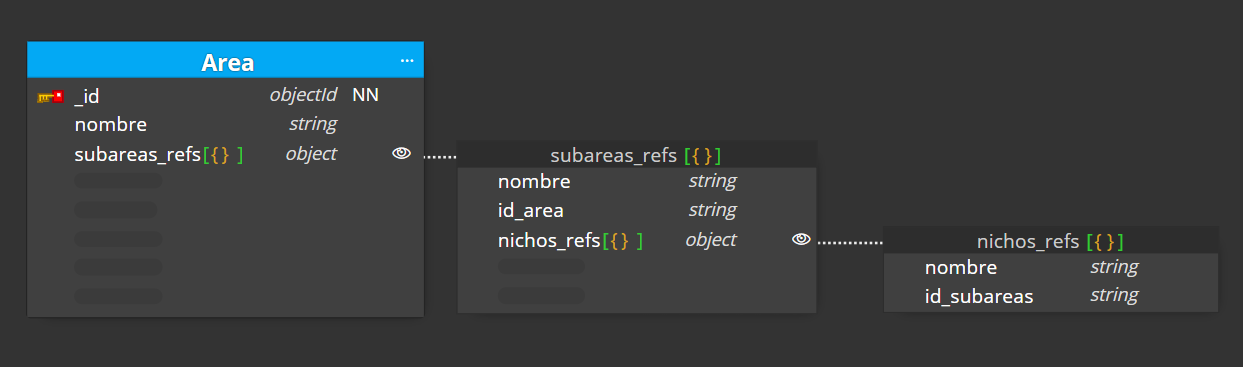 Area ...
_id objectId NN
nombre string
subareas_refs[{} ] object
subareas_refs [{}]
nombre string
id_area string
nichos_refs[{} ] object
nichos_refs [{}]
nombre string
id_subareas string